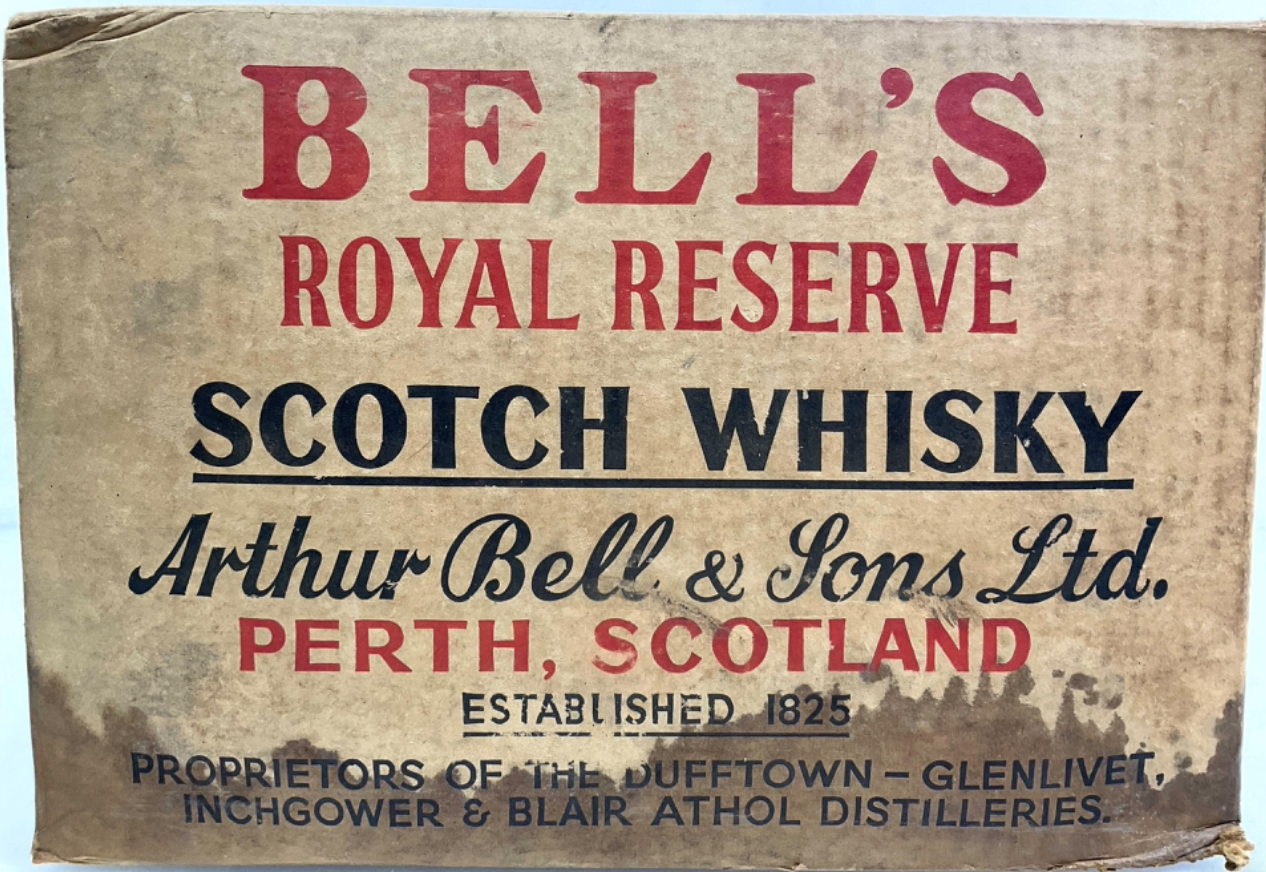 BELL'S
ROYAL RESERVE
SCOTCH WHISKY
Arthur Bell & Sons Ltd.
PERTH, SCOTLAND
ESTABLISHED 1825
PROPRIETORS OF THE DUFFTOWN – GLENLIVET,
INCHGOWER & BLAIR ATHOL DISTILLERIES.